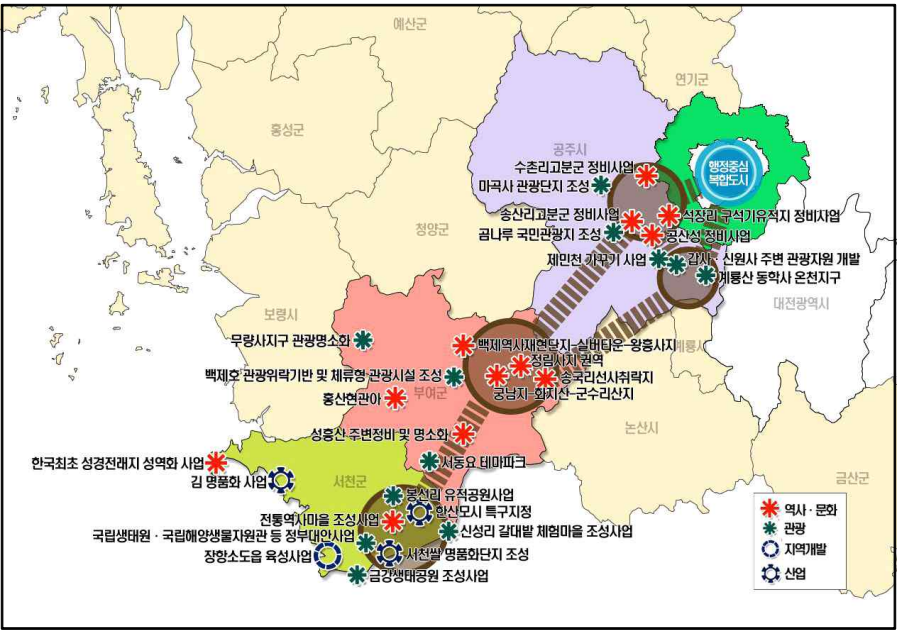 예산군
연기군
홍성군
공주시
행정중심
복합도시
수촌리고분군 정비사업
마곡사 관광단지 조성
송산리고분군 정비사업
석장리 구석기유적지 정비자업
곰나루 국민관광지 조성
공산성 정비사업
청양군
제민천 가꾸기 사업
갑사 · 신원사 주변 관광자원 개발
계룡산 동학사 온천지구
대전광역시
보령시
무량사지구 관광명소화
백제역사재현단지-실버타운-왕흥사지
계룡시
정림사지 권역
백제호 관광위락기반 및 체류형 관광시설 조성
송국리선사취락지
부여군
궁남지-화지산-군수리산지
홍산현관아
논산시
성흥산 주변정비 및 명소화
한국최초 성경전래지 성역화 사업
서동요 테마파크
김 명품화 사업
서천군
금산군
봉선리 유적공원사업
전통역사마을 조성사업
한산모시 특구지정
국립생태원 · 국립해양생물자원관 등 정부대안사업
신성리 갈대밭 체험마을 조성사업
장항소도읍 육성사업
서천쌀 명품화단지 조성
금강생태공원 조성사업
역사 · 문화
관광
지역개발
산업